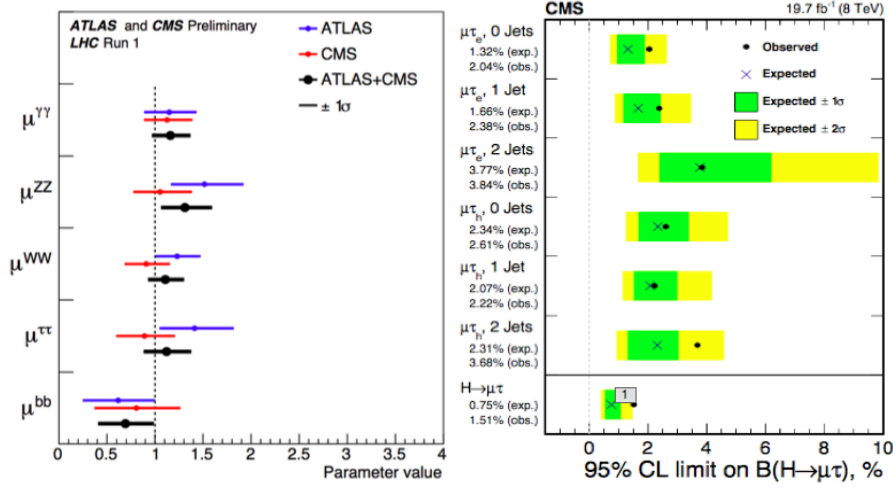 ATLAS and CMS Preliminary
LHC Run 1
ATLAS
CMS
ATLAS+CMS
± 1σ
μ^γγ
μ^ZZ
μ^WW
μ^ττ
μ^bb
0 0.5 1 1.5 2 2.5 3 3.5 4
Parameter value
CMS 19.7 fb⁻¹ (8 TeV)
μτe, 0 Jets
1.32% (exp.)
2.04% (obs.)
μτe, 1 Jet
1.66% (exp.)
2.38% (obs.)
μτe, 2 Jets
3.77% (exp.)
3.84% (obs.)
μτh, 0 Jets
2.34% (exp.)
2.61% (obs.)
μτh, 1 Jet
2.07% (exp.)
2.22% (obs.)
μτh, 2 Jets
2.31% (exp.)
3.68% (obs.)
H→μτ
0.75% (exp.)
1.51% (obs.)
Observed
Expected
Expected ± 1σ
Expected ± 2σ
1
0 2 4 6 8 10
95% CL limit on B(H→μτ), %